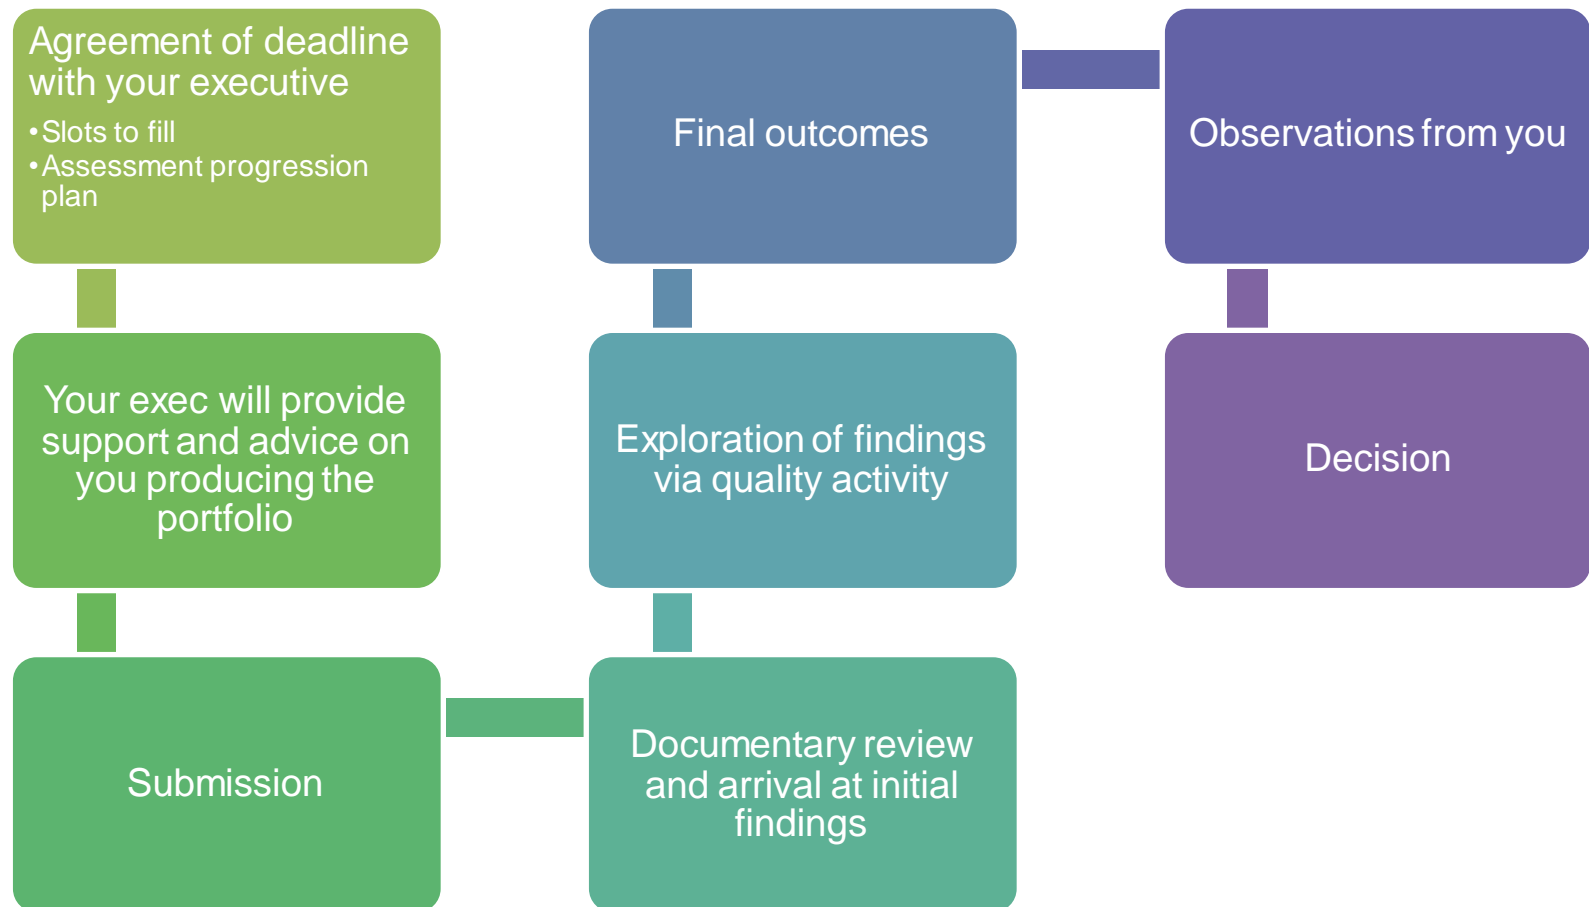 Agreement of deadline
with your executive
•Slots to fill
•Assessment progression
plan
Your exec will provide
support and advice on
you producing the
portfolio
Submission
Documentary review
and arrival at initial
findings
Exploration of findings
via quality activity
Final outcomes
Observations from you
Decision